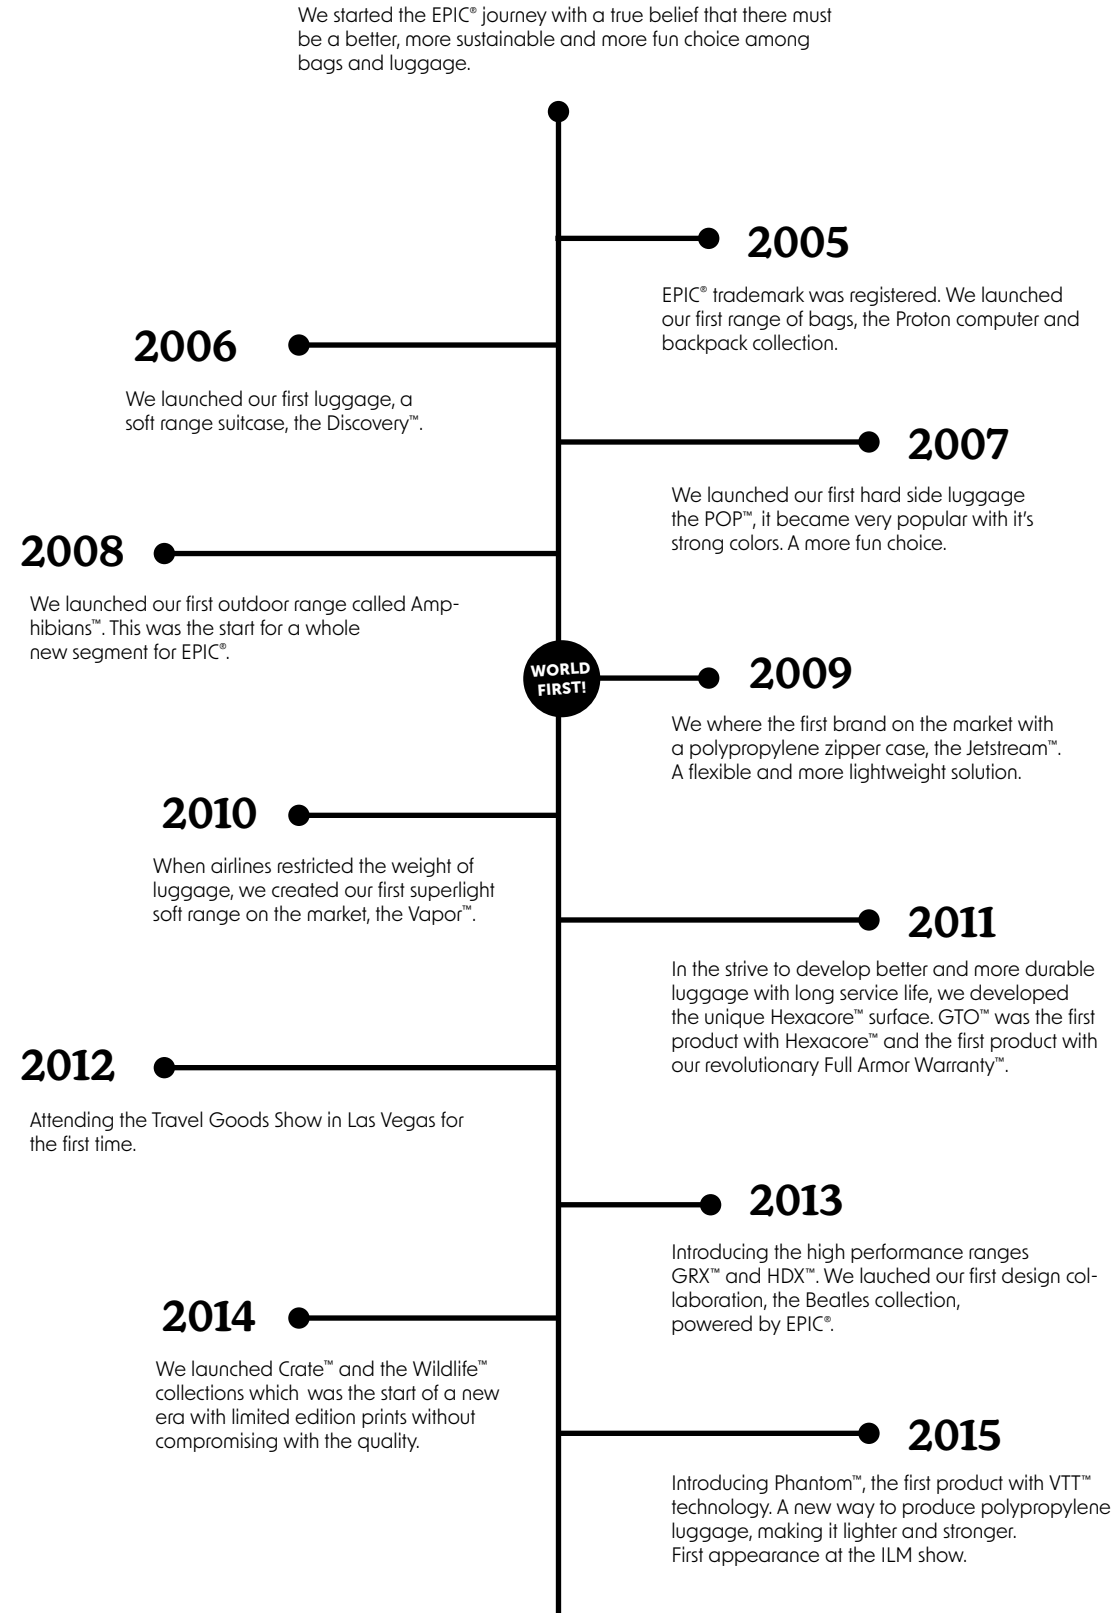 We started the EPIC® journey with a true belief that there must
be a better, more sustainable and more fun choice among
bags and luggage.
2005
EPIC® trademark was registered. We launched
our first range of bags, the Proton computer and
backpack collection.
2006
We launched our first luggage, a
soft range suitcase, the Discovery™.
2007
We launched our first hard side luggage
the POP™, it became very popular with it's
strong colors. A more fun choice.
2008
We launched our first outdoor range called Amp-
hibians™. This was the start for a whole
new segment for EPIC®.
WORLD
FIRST!
2009
We where the first brand on the market with
a polypropylene zipper case, the Jetstream™.
A flexible and more lightweight solution.
2010
When airlines restricted the weight of
luggage, we created our first superlight
soft range on the market, the Vapor™.
2011
In the strive to develop better and more durable
luggage with long service life, we developed
the unique Hexacore™ surface. GTO™ was the first
product with Hexacore™ and the first product with
our revolutionary Full Armor Warranty™.
2012
Attending the Travel Goods Show in Las Vegas for
the first time.
2013
Introducing the high performance ranges
GRX™ and HDX™. We lauched our first design col-
laboration, the Beatles collection,
powered by EPIC®.
2014
We launched Crate™ and the Wildlife™
collections which was the start of a new
era with limited edition prints without
compromising with the quality.
2015
Introducing Phantom™, the first product with VTT™
technology. A new way to produce polypropylene
luggage, making it lighter and stronger.
First appearance at the ILM show.